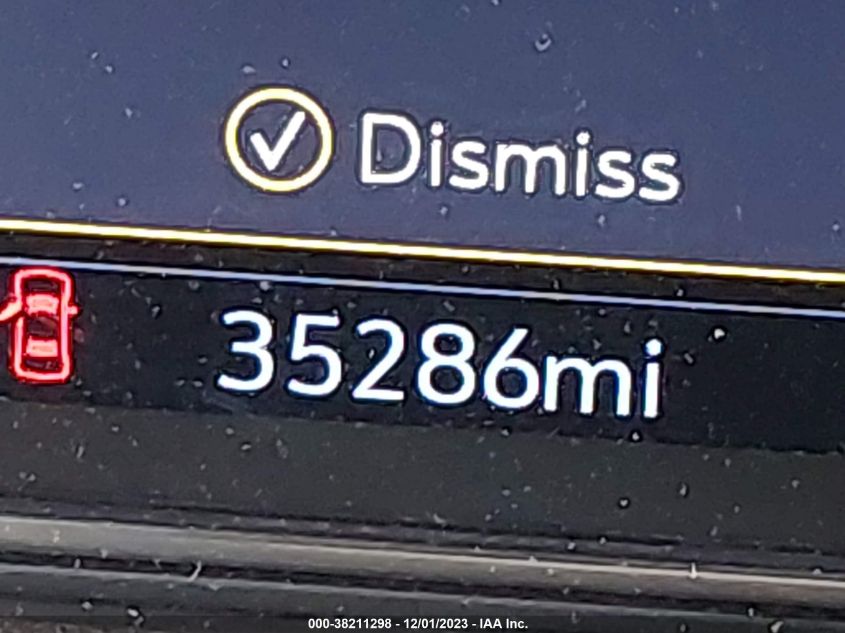 Dismiss
35286mi
000-38211298 - 12/01/2023 - IAA Inc.